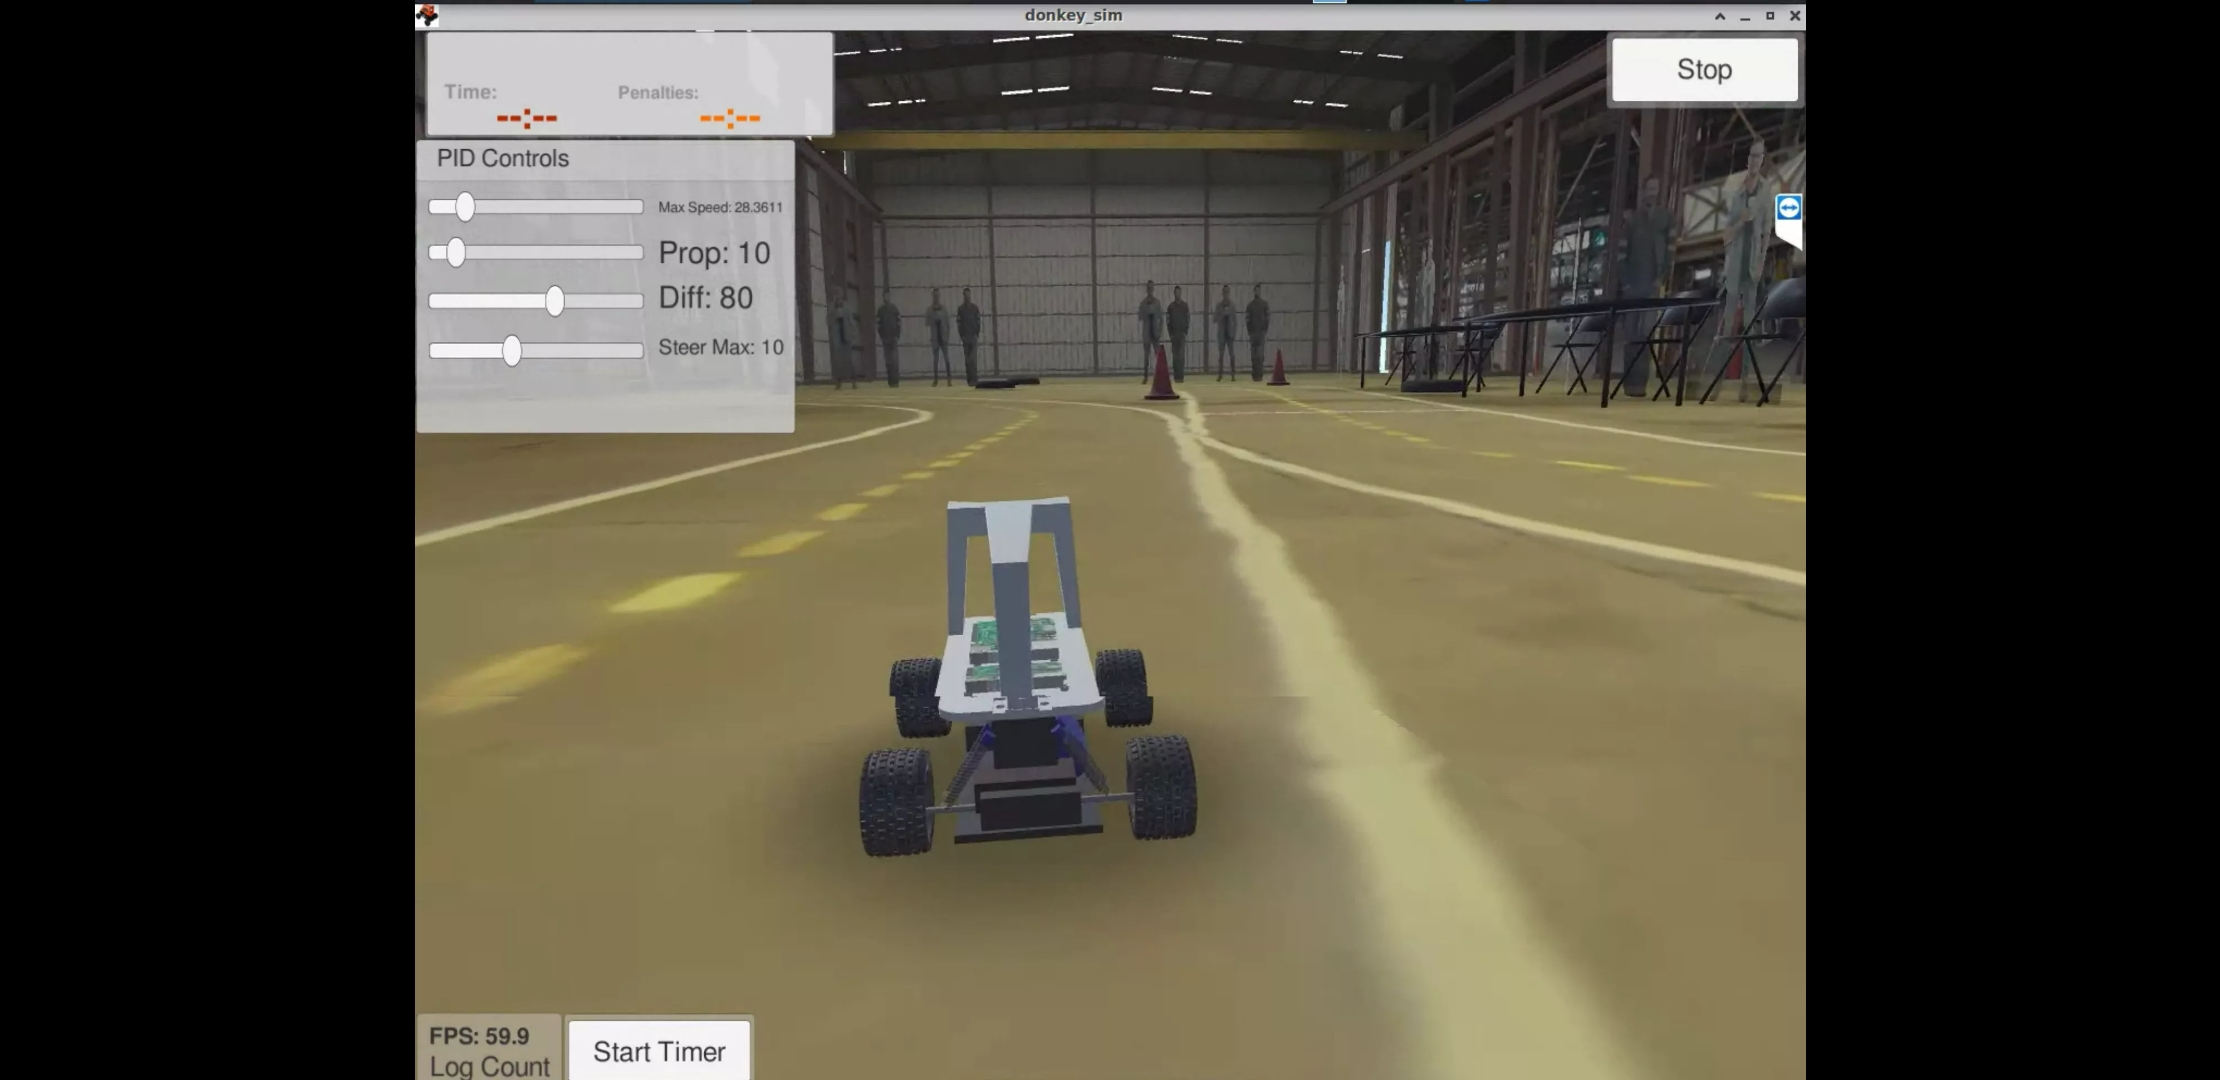 donkey_sim
Time:
Penalties:
--:--
--:--
Stop
PID Controls
Max Speed: 28.3611
Prop: 10
Diff: 80
Steer Max: 10
FPS: 59.9
Log Count
Start Timer